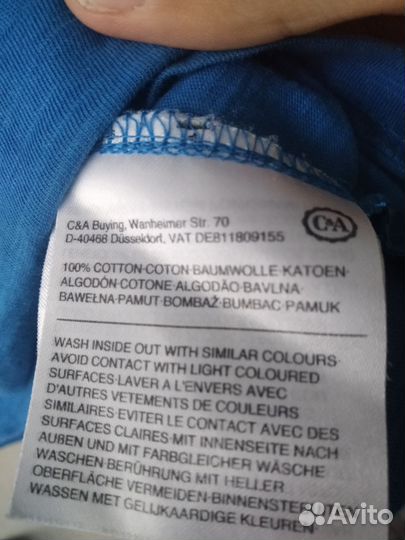 C&A Buying, Wanheimer Str. 70
D-40468 Düsseldorf, VAT DE811809155
C&A
100% COTTON·COTON·BAUMWOLLE·KATOEN·
ALGODÓN·COTONE·ALGODÃO·BAVLNA·
BAWEŁNA·PAMUT·BOMBAŽ·BUMBAC·PAMUK
WASH INSIDE OUT WITH SIMILAR COLOURS·
AVOID CONTACT WITH LIGHT COLOURED
SURFACES·LAVER A L'ENVERS AVEC
D'AUTRES VETEMENTS DE COULEURS
SIMILAIRES·EVITER LE CONTACT AVEC DES
SURFACES CLAIRES·MIT INNENSEITE NACH
AUßEN UND MIT FARBGLEICHER WÄSCHE
WASCHEN·BERÜHRUNG MIT HELLER
OBERFLÄCHE VERMEIDEN·BINNENSTE
WASSEN MET GELIJKAARDIGE KLEUREN
Avito